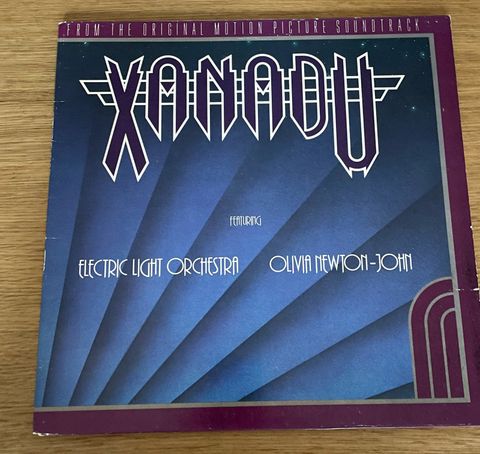 FROM THE ORIGINAL MOTION PICTURE SOUNDTRACK
XANADU
FEATURING
ELECTRIC LIGHT ORCHESTRA OLIVIA NEWTON-JOHN